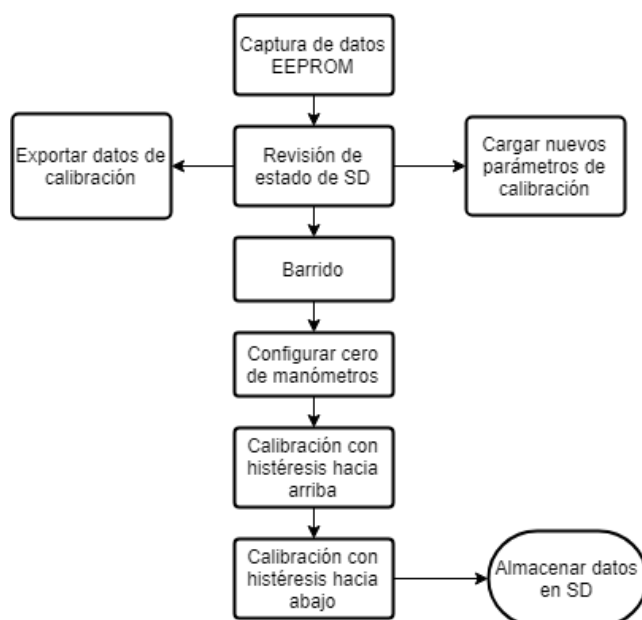 Captura de datos
EEPROM
Exportar datos de
calibración
Revisión de
estado de SD
Cargar nuevos
parámetros de
calibración
Barrido
Configurar cero
de manómetros
Calibración con
histéresis hacia
arriba
Calibración con
histéresis hacia
abajo
Almacenar datos
en SD